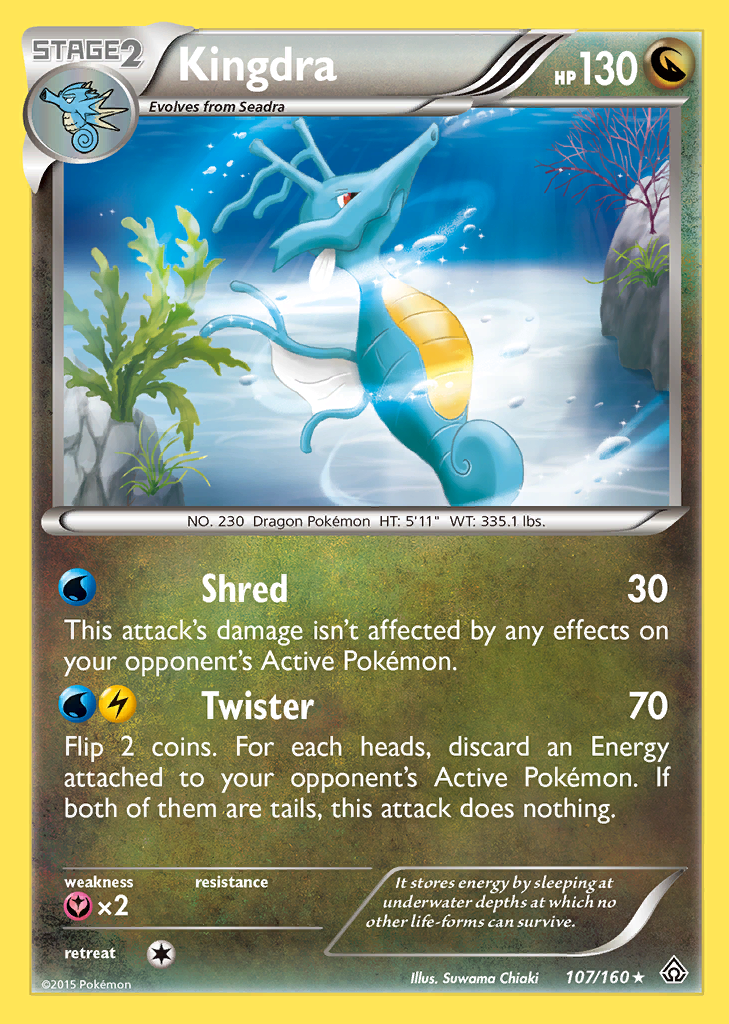 STAGE2
Kingdra
HP 130
Evolves from Seadra
NO. 230 Dragon Pokémon HT: 5'11" WT: 335.1 lbs.
Shred 30
This attack's damage isn't affected by any effects on
your opponent's Active Pokémon.
Twister 70
Flip 2 coins. For each heads, discard an Energy
attached to your opponent's Active Pokémon. If
both of them are tails, this attack does nothing.
weakness resistance
×2
It stores energy by sleeping at
underwater depths at which no
other life-forms can survive.
retreat
©2015 Pokémon
Illus. Suwama Chiaki 107/160 ★